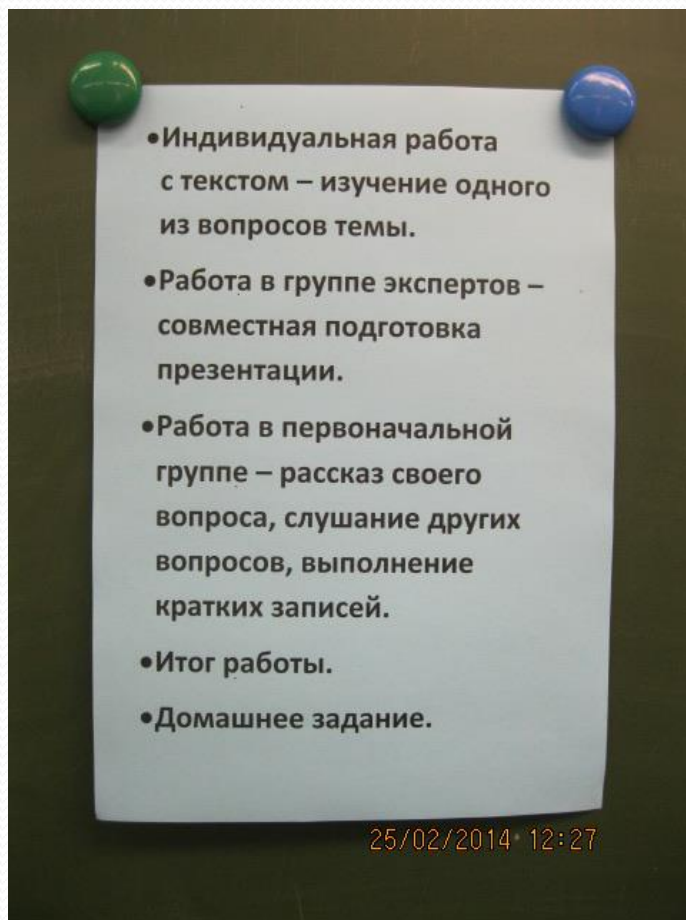 •Индивидуальная работа
с текстом – изучение одного
из вопросов темы.
•Работа в группе экспертов –
совместная подготовка
презентации.
•Работа в первоначальной
группе – рассказ своего
вопроса, слушание других
вопросов, выполнение
кратких записей.
•Итог работы.
•Домашнее задание.
25/02/2014 12:27